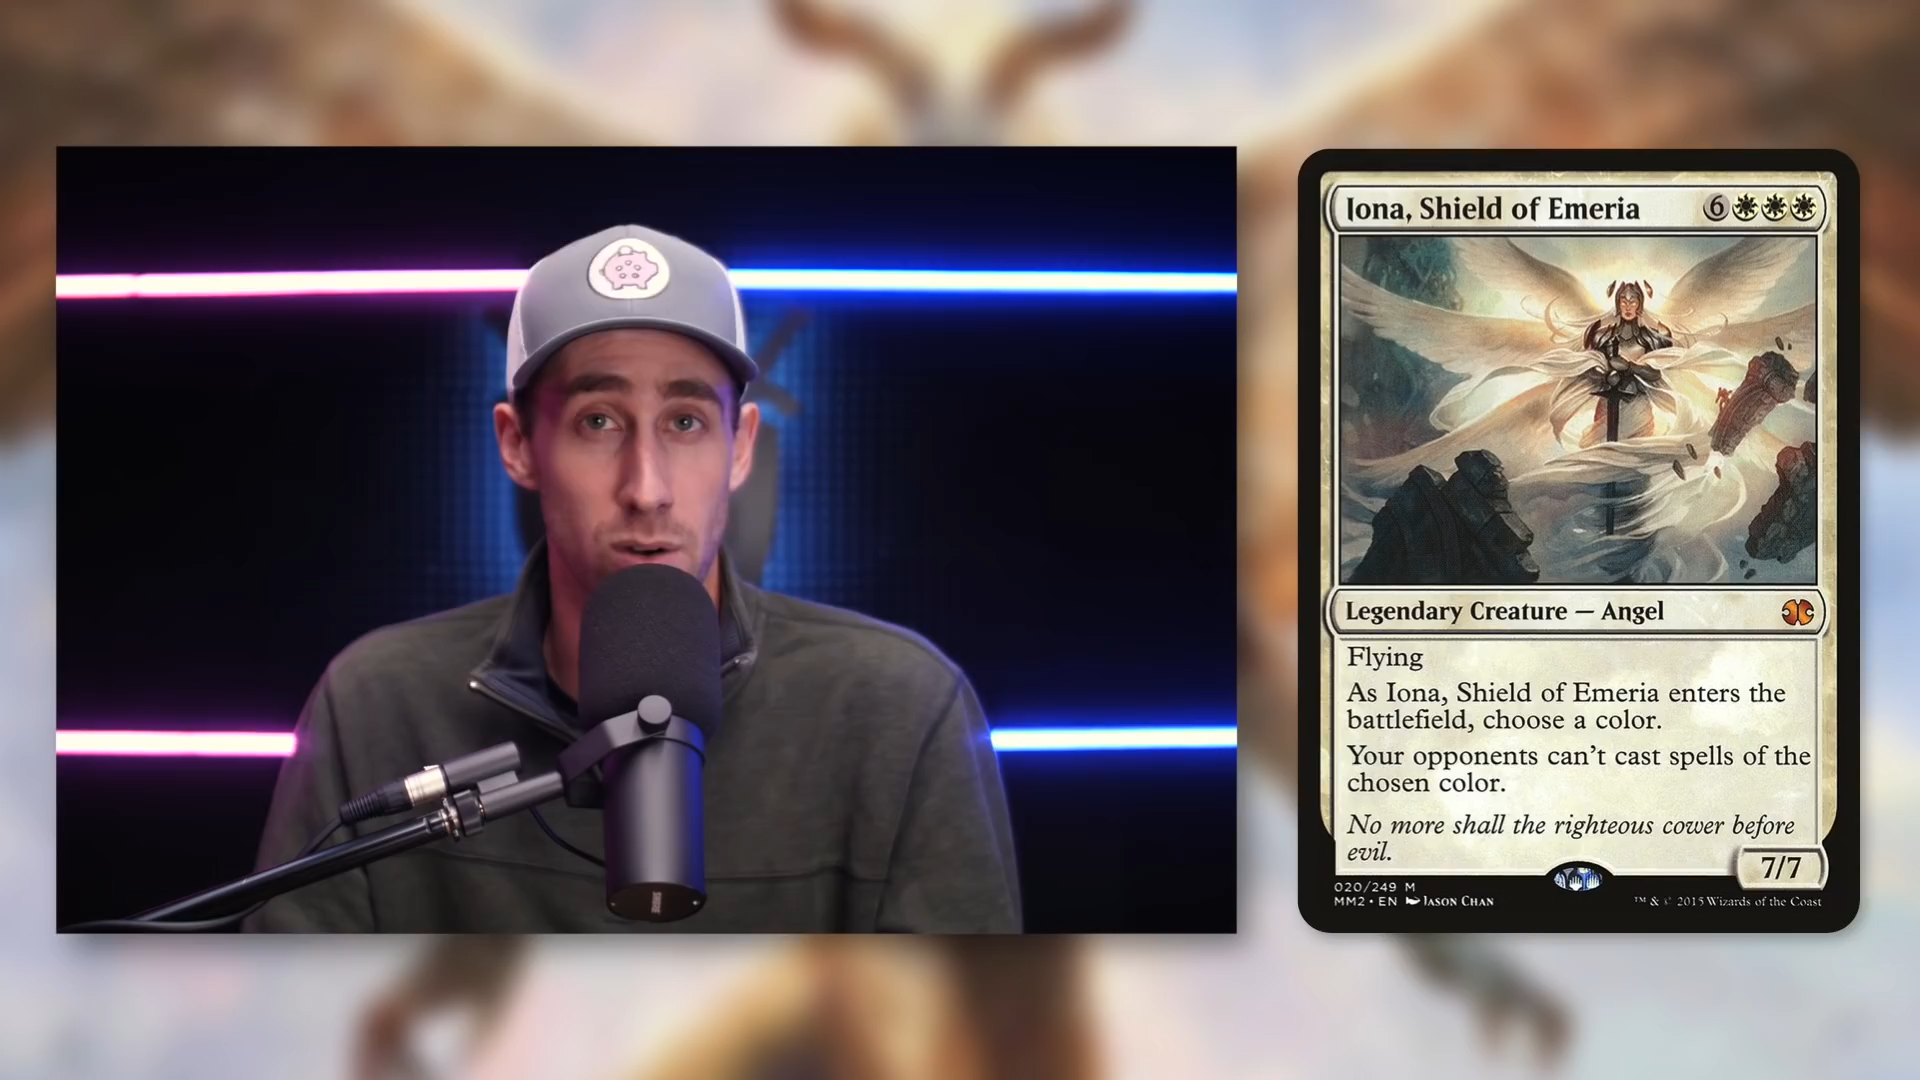 Iona, Shield of Emeria 6
Legendary Creature — Angel
Flying
As Iona, Shield of Emeria enters the
battlefield, choose a color.
Your opponents can't cast spells of the
chosen color.
No more shall the righteous cower before
evil.
7/7
020/249 M
MM2 • EN Jason Chan
™ & © 2015 Wizards of the Coast
SHURE